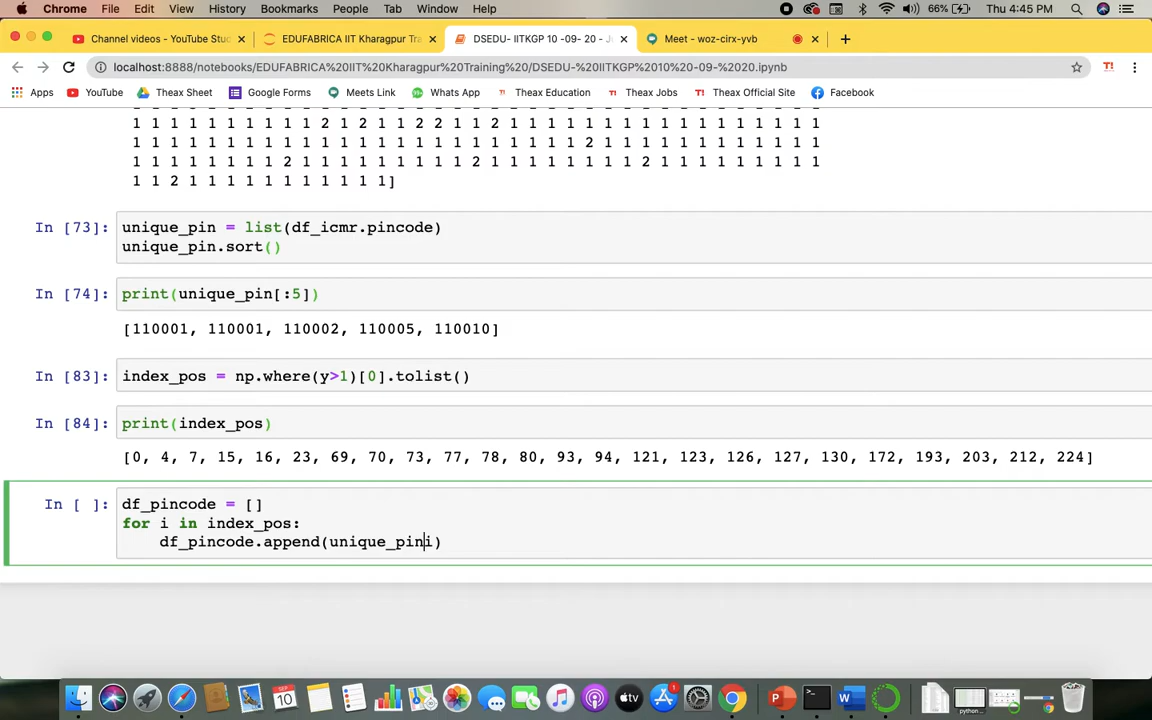 Chrome File Edit View History Bookmarks People Tab Window Help 66% Thu 4:45 PM
Channel videos - YouTube Stu EDUFABRICA IIT Kharagpur Tra DSEDU- IITKGP 10 -09- 20 - Ju Meet - woz-cirx-yvb
localhost:8888/notebooks/EDUFABRICA%20IIT%20Kharagpur%20Training%20/DSEDU-%20IITKGP%2010%20-09-%2020.ipynb
Apps YouTube Theax Sheet Google Forms Meets Link Whats App Theax Education Theax Jobs Theax Official Site Facebook
1 1 1 1 1 1 1 1 1 1 2 1 2 1 1 2 2 1 1 2 1 1 1 1 1 1 1 1 1 1 1 1 1 1 1 1 1
1 1 1 1 1 1 1 1 1 1 1 1 1 1 1 1 1 1 1 1 1 1 1 1 2 1 1 1 1 1 1 1 1 1 1 1 1
1 1 1 1 1 1 1 1 2 1 1 1 1 1 1 1 1 1 2 1 1 1 1 1 1 1 1 2 1 1 1 1 1 1 1 1 1
1 1 2 1 1 1 1 1 1 1 1 1 1 1]
In [73]: unique_pin = list(df_icmr.pincode)
unique_pin.sort()
In [74]: print(unique_pin[:5])
[110001, 110001, 110002, 110005, 110010]
In [83]: index_pos = np.where(y>1)[0].tolist()
In [84]: print(index_pos)
[0, 4, 7, 15, 16, 23, 69, 70, 73, 77, 78, 80, 93, 94, 121, 123, 126, 127, 130, 172, 193, 203, 212, 224]
In [ ]: df_pincode = []
for i in index_pos:
df_pincode.append(unique_pini)